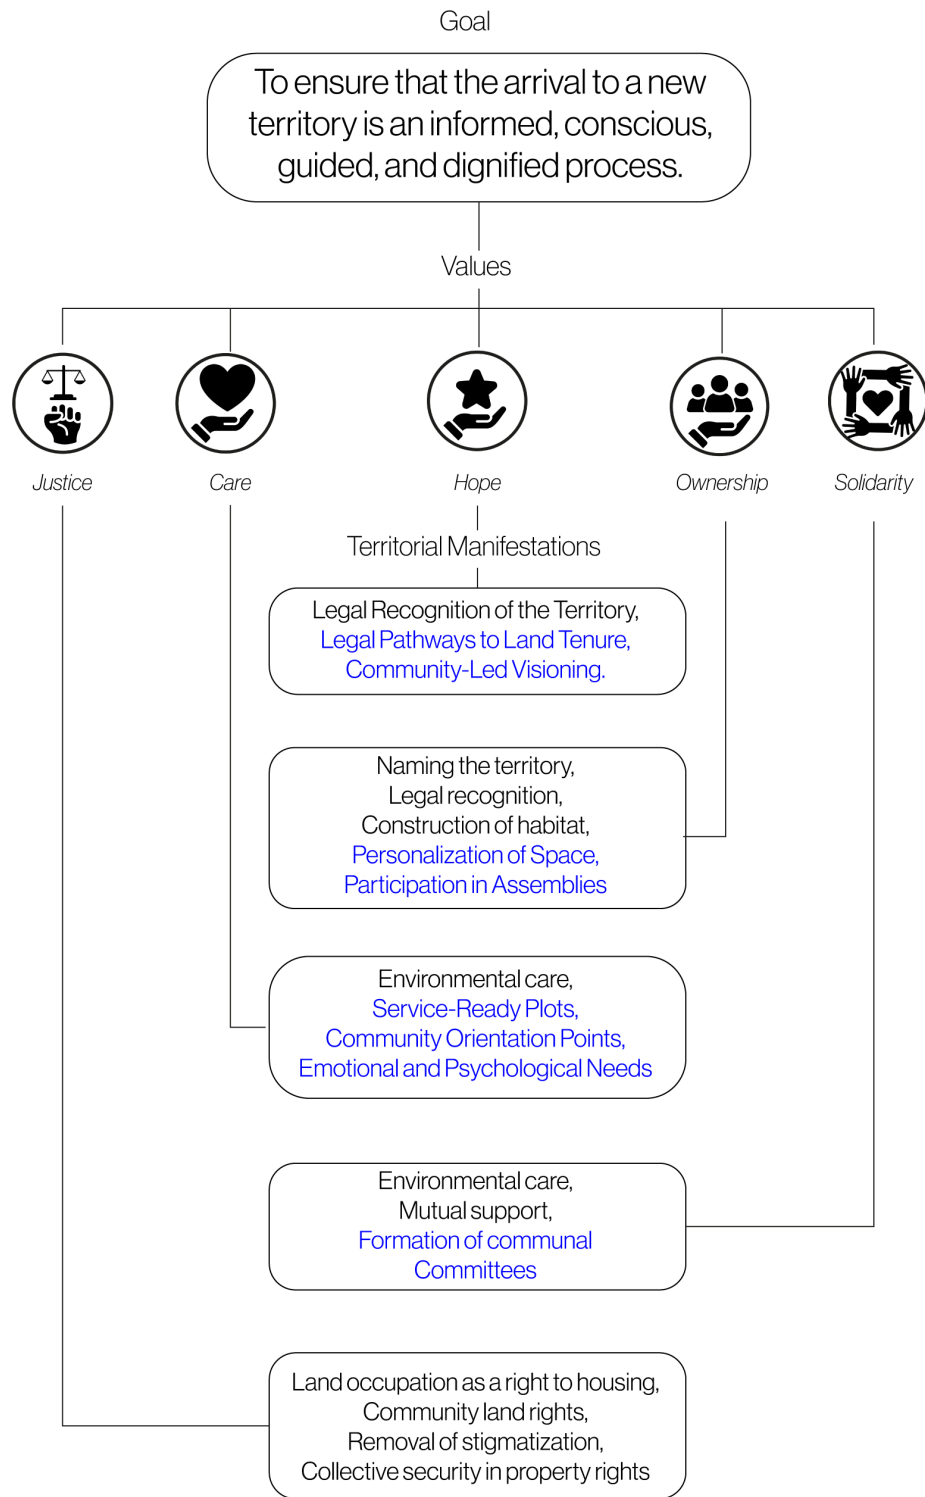 Goal
To ensure that the arrival to a new
territory is an informed, conscious,
guided, and dignified process.
Values
Justice
Care
Hope
Ownership
Solidarity
Territorial Manifestations
Legal Recognition of the Territory,
Legal Pathways to Land Tenure,
Community-Led Visioning.
Naming the territory,
Legal recognition,
Construction of habitat,
Personalization of Space,
Participation in Assemblies
Environmental care,
Service-Ready Plots,
Community Orientation Points,
Emotional and Psychological Needs
Environmental care,
Mutual support,
Formation of communal
Committees
Land occupation as a right to housing,
Community land rights,
Removal of stigmatization,
Collective security in property rights